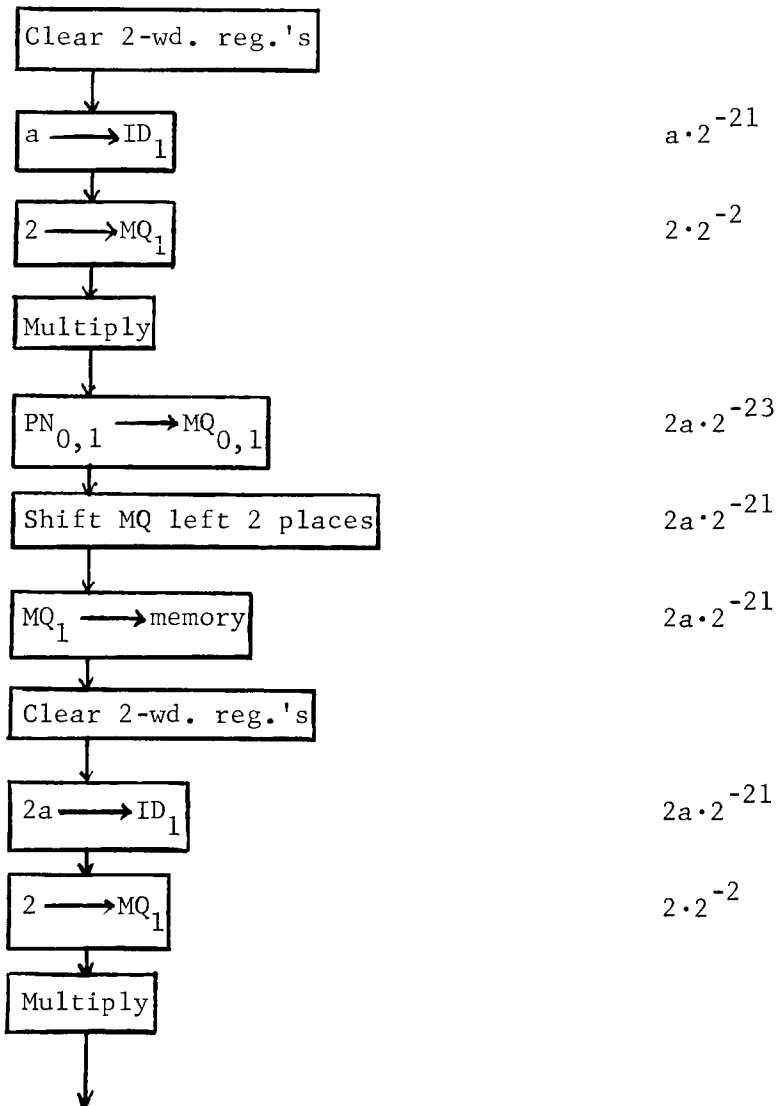 Clear 2-wd. reg.'s
a ⟶ ID₁ a·2⁻²¹
2 ⟶ MQ₁ 2·2⁻²
Multiply
PN₀,₁ ⟶ MQ₀,₁ 2a·2⁻²³
Shift MQ left 2 places 2a·2⁻²¹
MQ₁ ⟶ memory 2a·2⁻²¹
Clear 2-wd. reg.'s
2a ⟶ ID₁ 2a·2⁻²¹
2 ⟶ MQ₁ 2·2⁻²
Multiply